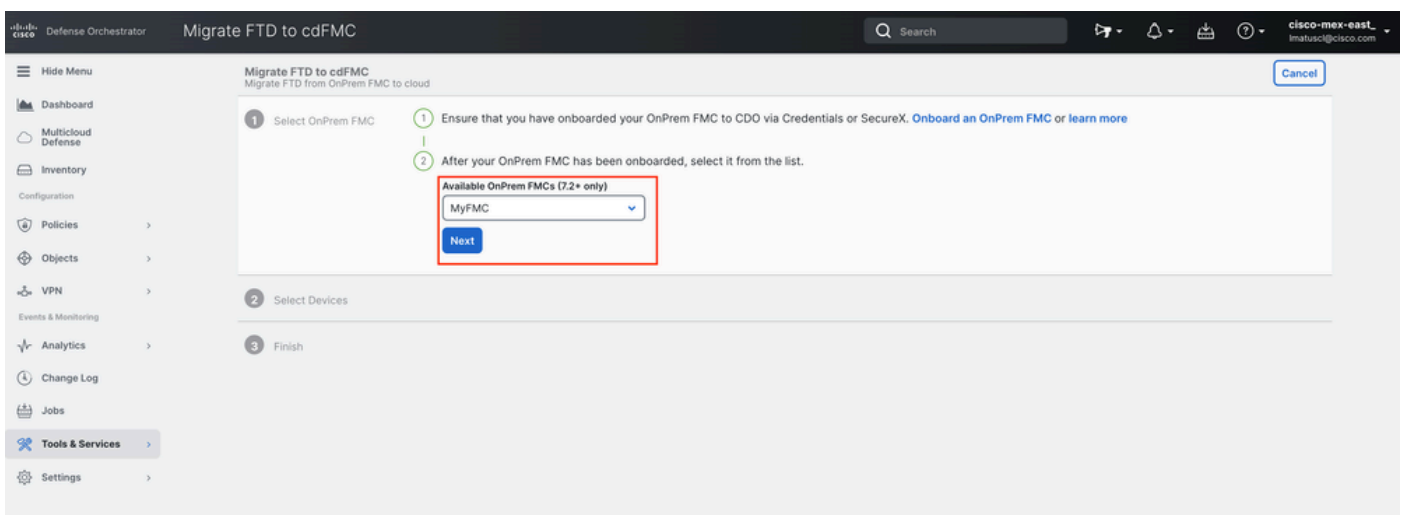 cisco Defense Orchestrator
Migrate FTD to cdFMC
Search
cisco-mex-east_
lmatuscl@cisco.com
Hide Menu
Dashboard
Multicloud
Defense
Inventory
Configuration
Policies
Objects
VPN
Events & Monitoring
Analytics
Change Log
Jobs
Tools & Services
Settings
Migrate FTD to cdFMC
Migrate FTD from OnPrem FMC to cloud
Cancel
1 Select OnPrem FMC
1 Ensure that you have onboarded your OnPrem FMC to CDO via Credentials or SecureX. Onboard an OnPrem FMC or learn more
2 After your OnPrem FMC has been onboarded, select it from the list.
Available OnPrem FMCs (7.2+ only)
MyFMC
Next
2 Select Devices
3 Finish